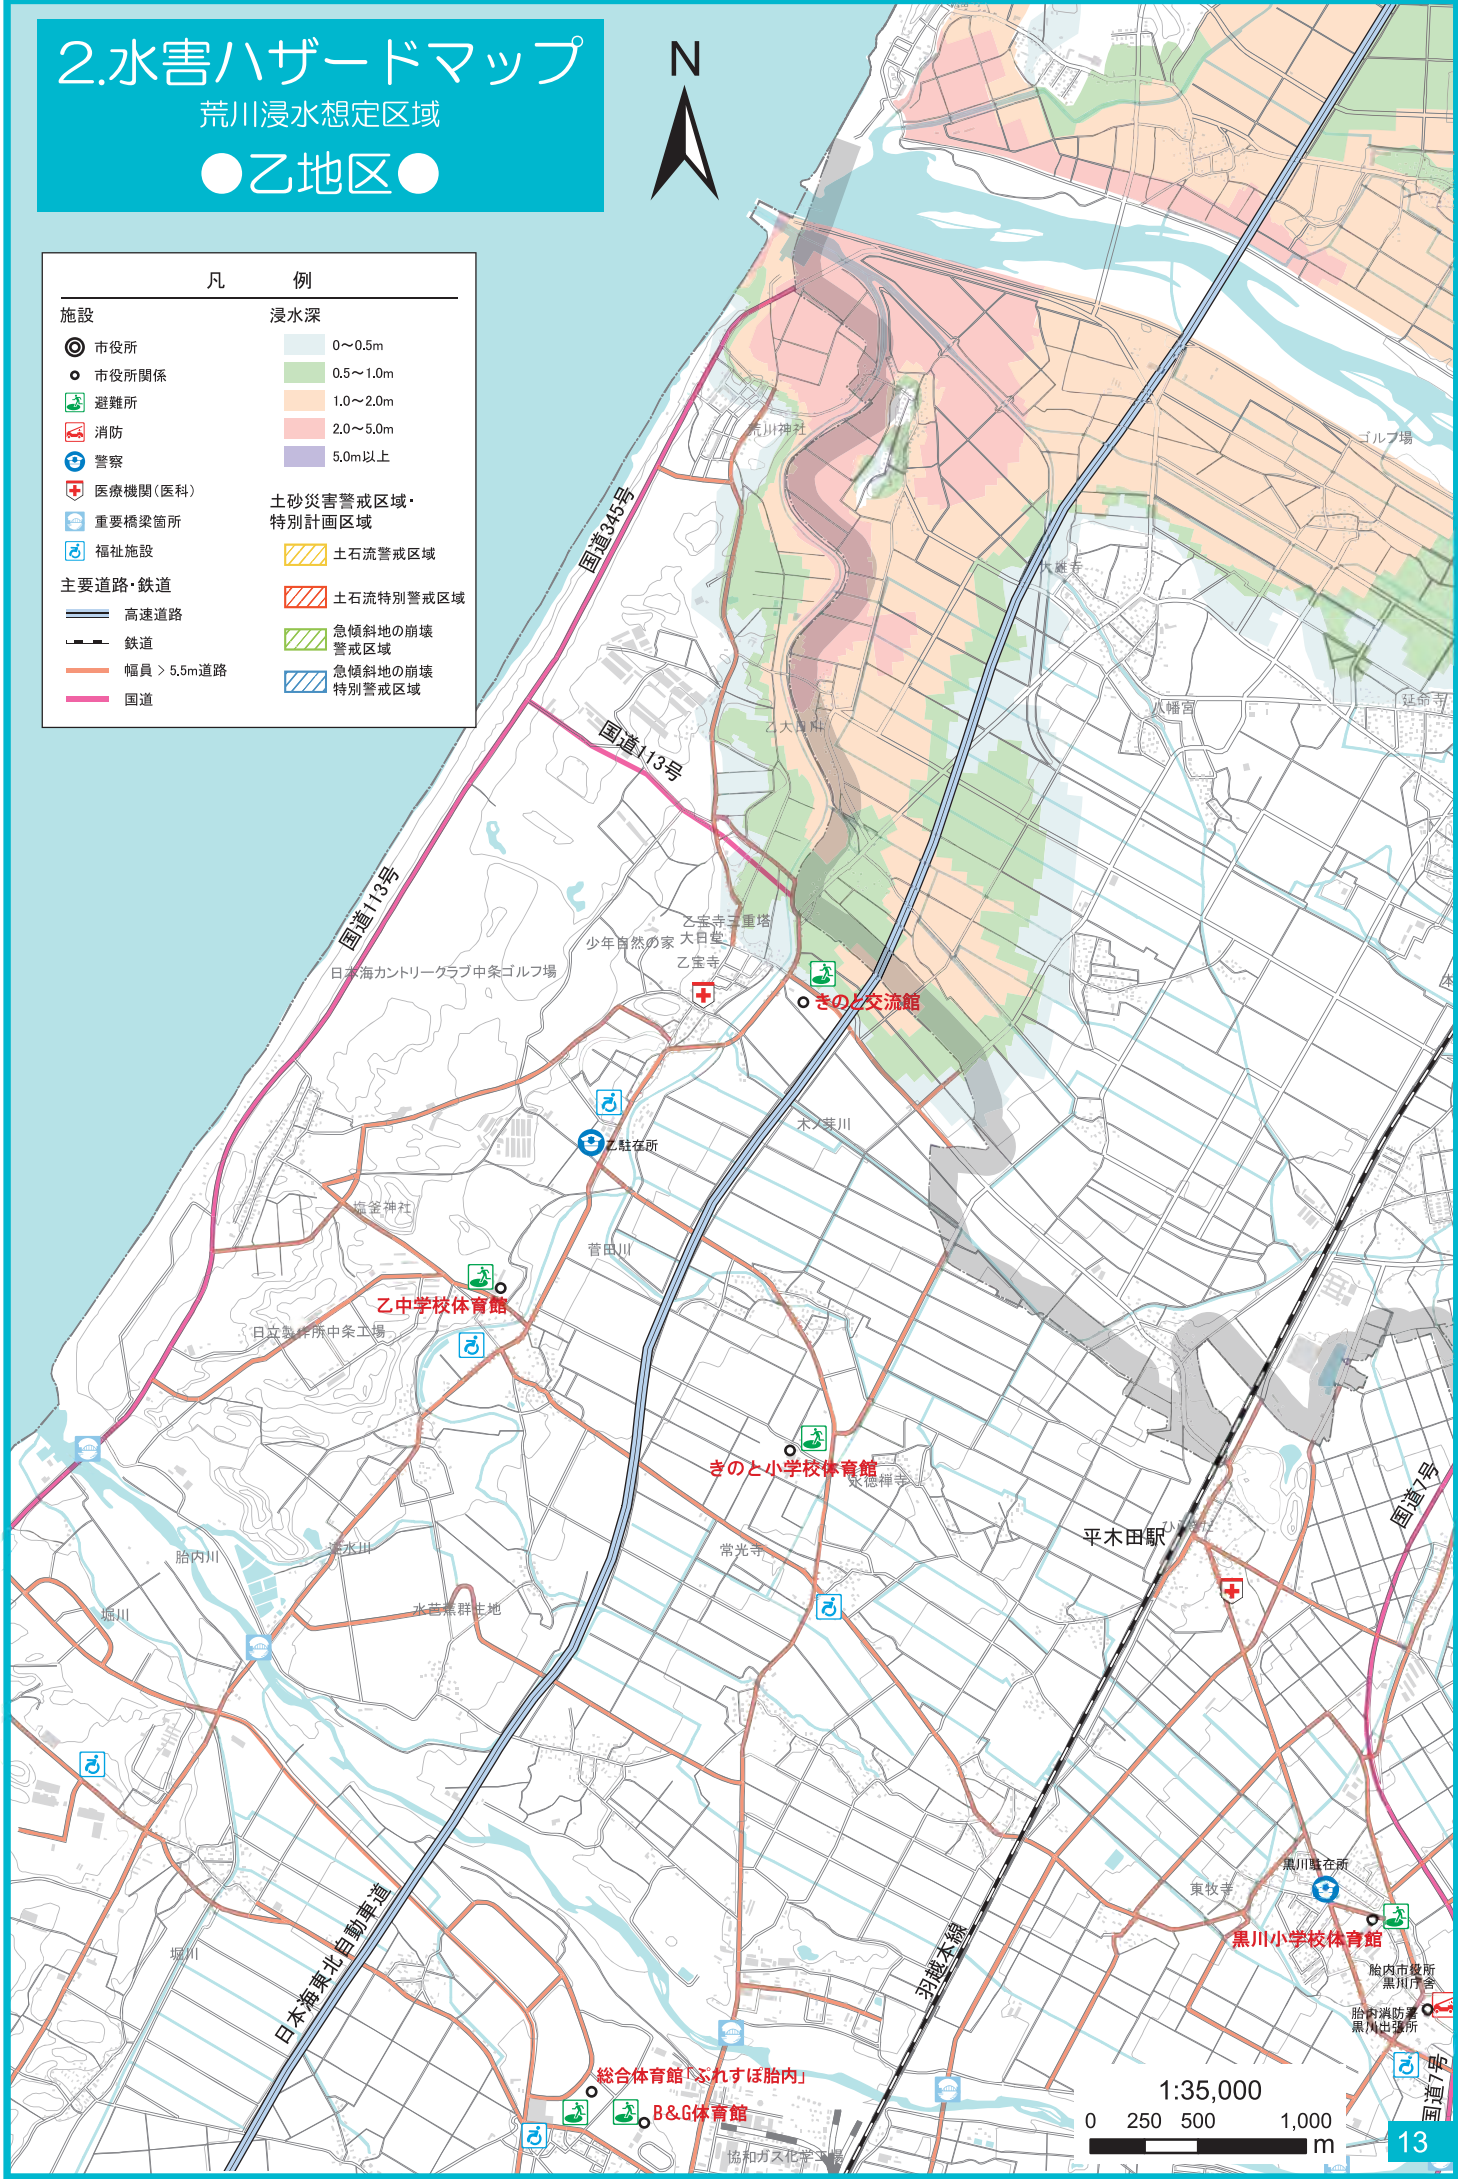 2.水害ハザードマップ
荒川浸水想定区域
●乙地区●
N
凡 例
施設
市役所
市役所関係
避難所
消防
警察
医療機関（医科）
重要橋梁箇所
福祉施設
主要道路・鉄道
高速道路
鉄道
幅員 > 5.5m道路
国道
浸水深
0〜0.5m
0.5〜1.0m
1.0〜2.0m
2.0〜5.0m
5.0m以上
土砂災害警戒区域・
特別計画区域
土石流警戒区域
土石流特別警戒区域
急傾斜地の崩壊
警戒区域
急傾斜地の崩壊
特別警戒区域
荒川神社
ゴルフ場
国道345号
大雄寺
延命寺
八幡宮
乙大日川
国道113号
国道113号
乙宝寺三重塔
大日堂
少年自然の家
乙宝寺
日本海カントリークラブ中条ゴルフ場
きのと交流館
木ノ芽川
乙駐在所
塩釜神社
菅田川
乙中学校体育館
日立製作所中条工場
きのと小学校体育館
永徳禅寺
国道7号
平木田駅
ひらきだ
常光寺
胎内川
堀川
水芭蕉群生地
黒川駐在所
東牧寺
黒川小学校体育館
胎内市役所
黒川庁舎
胎内消防署
黒川出張所
堀川
日本海東北自動車道
羽越本線
総合体育館「ぷれすぽ胎内」
B&G体育館
協和ガス化学工場
国道7号
1:35,000
0 250 500 1,000
m
13